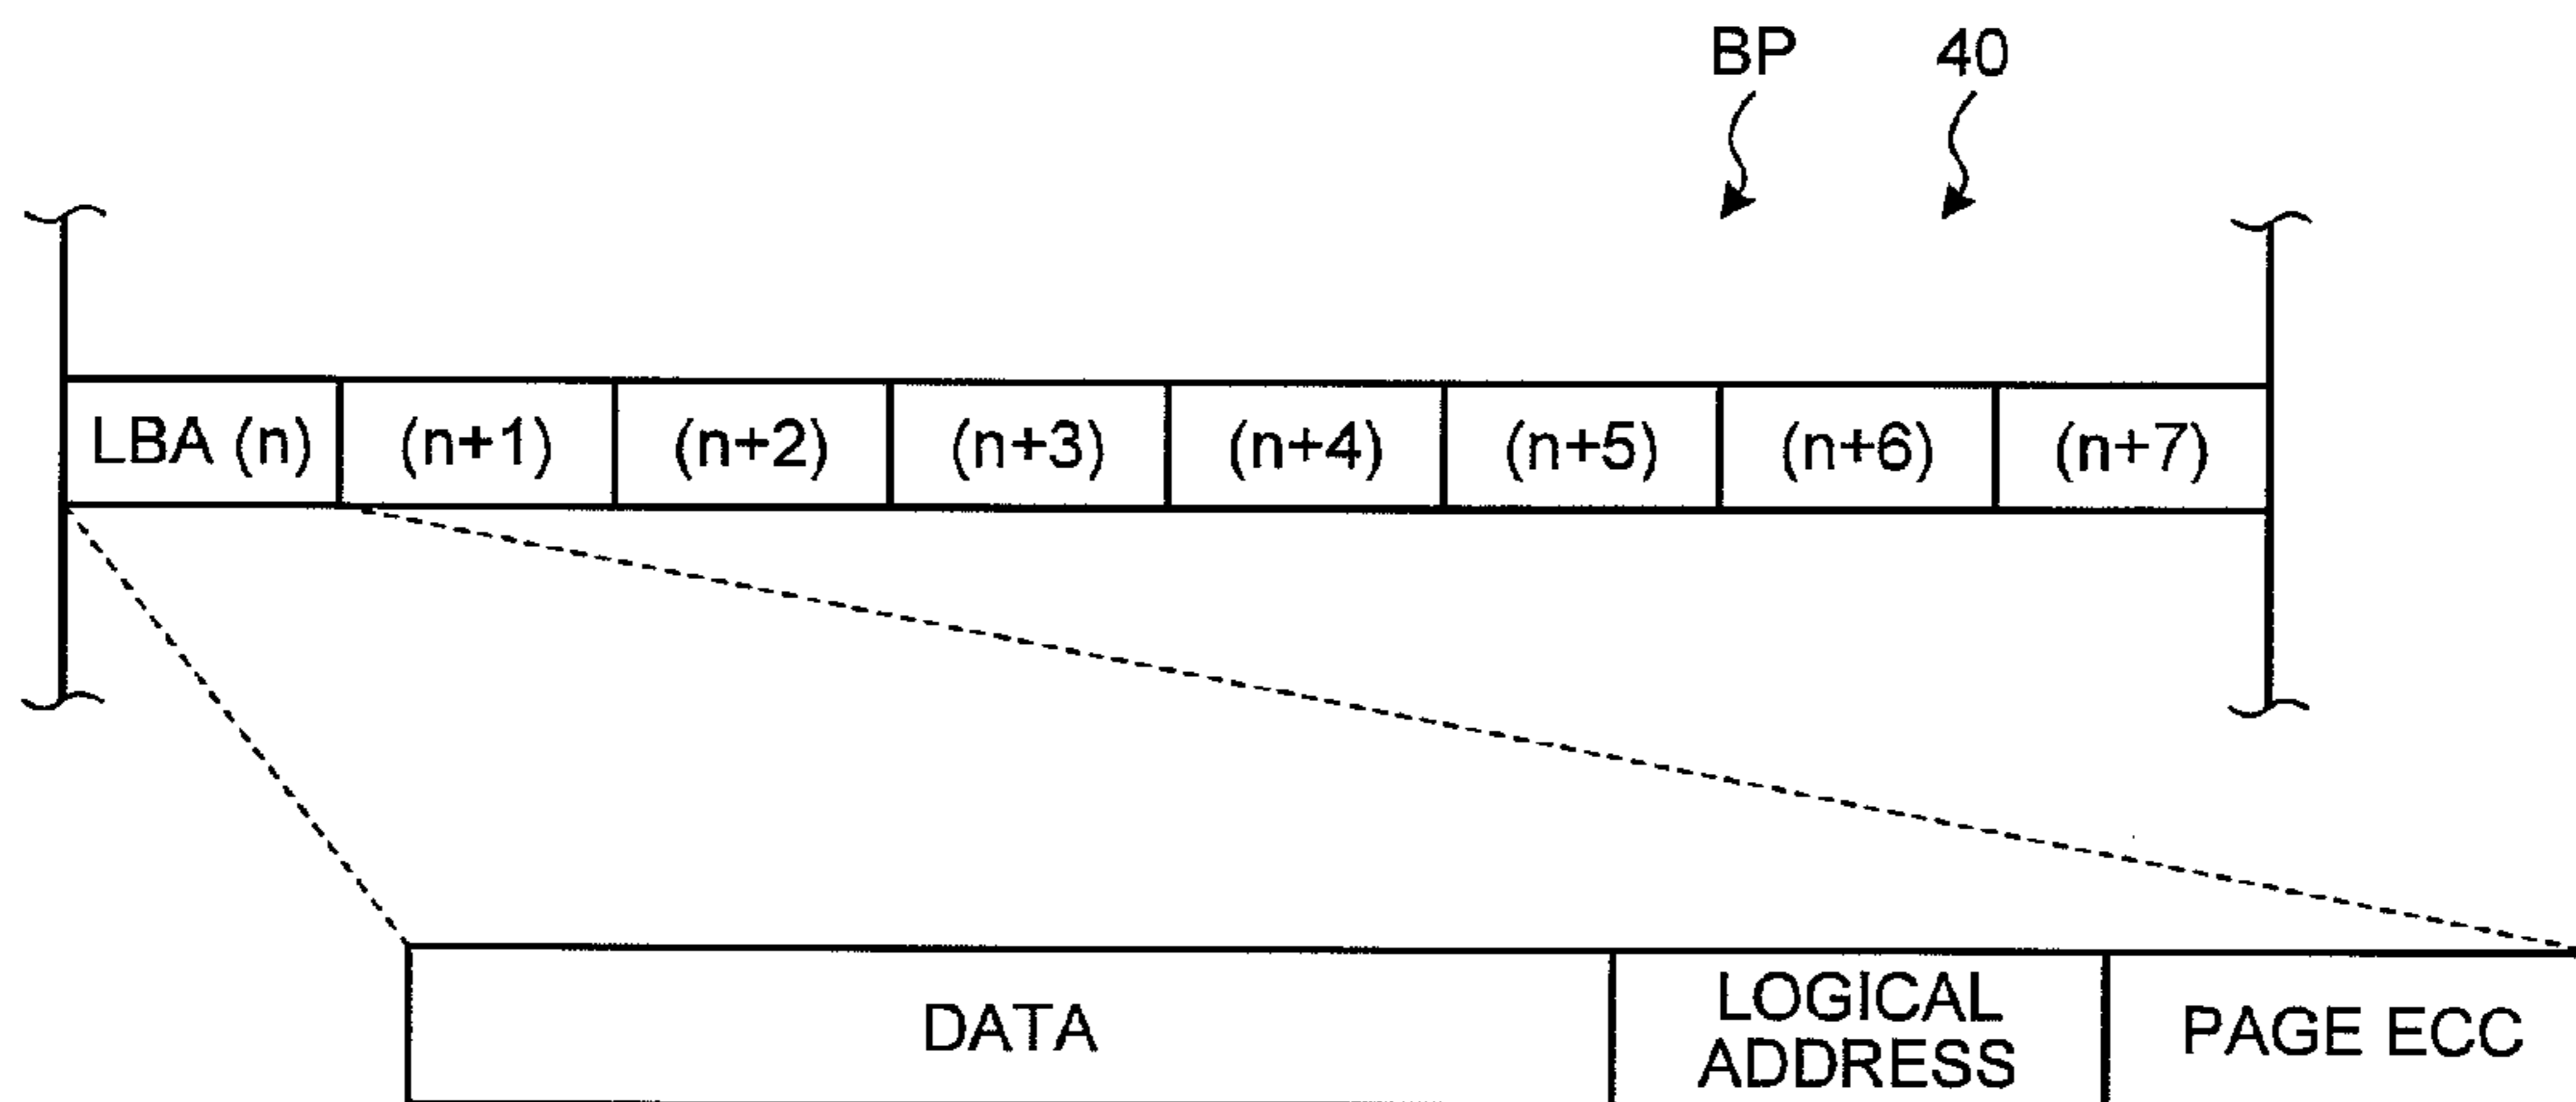 BP 40
LBA (n) (n+1) (n+2) (n+3) (n+4) (n+5) (n+6) (n+7)
DATA
LOGICAL
ADDRESS
PAGE ECC